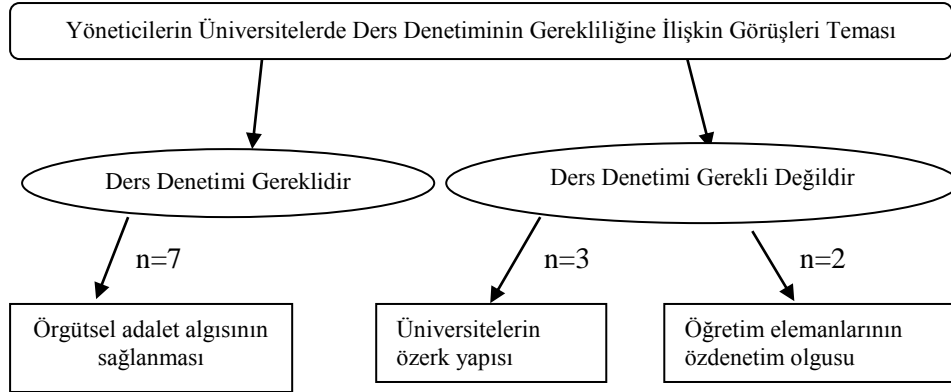 Yöneticilerin Üniversitelerde Ders Denetiminin Gerekliliğine İlişkin Görüşleri Teması
Ders Denetimi Gereklidir
Ders Denetimi Gerekli Değildir
n=7
n=3
n=2
Örgütsel adalet algısının
sağlanması
Üniversitelerin
özerk yapısı
Öğretim elemanlarının
özdenetim olgusu